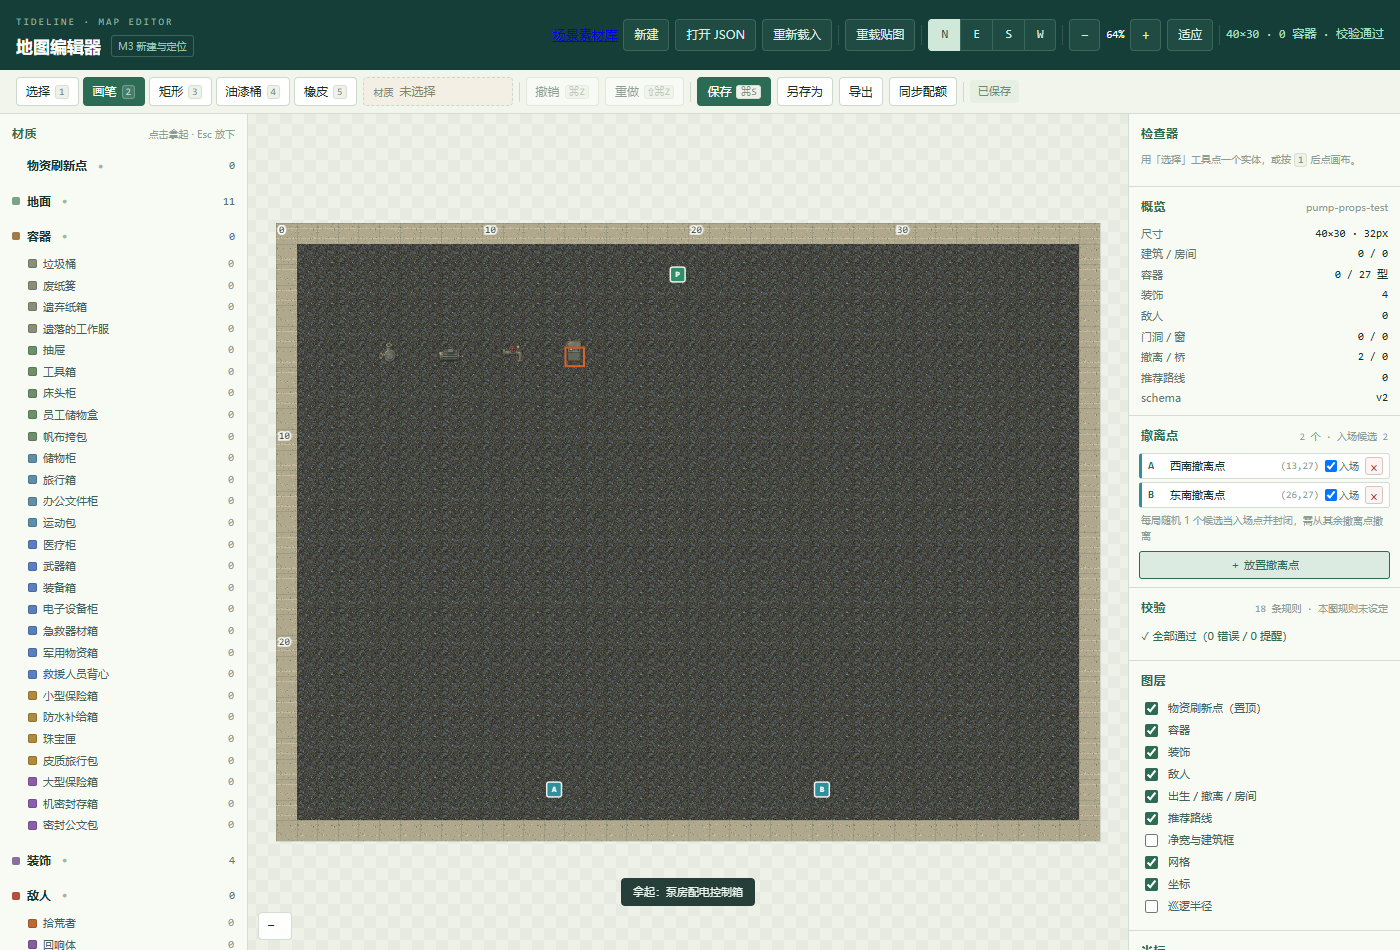 TIDELINE · MAP EDITOR
地图编辑器 M3 新建与定位
场景素材库 新建 打开 JSON 重新载入 重载贴图 N E S W − 64% + 适应 40×30 · 0 容器 · 校验通过
选择 1 画笔 2 矩形 3 油漆桶 4 橡皮 5 材质 未选择 撤销 ⌘Z 重做 ⇧⌘Z 保存 ⌘S 另存为 导出 同步配额 已保存
材质 点击拿起 · Esc 放下
物资刷新点 0
地面 11
容器 0
垃圾桶 0
废纸篓 0
遗弃纸箱 0
遗落的工作服 0
抽屉 0
工具箱 0
床头柜 0
员工储物盒 0
帆布挎包 0
储物柜 0
旅行箱 0
办公文件柜 0
运动包 0
医疗柜 0
武器箱 0
装备箱 0
电子设备柜 0
急救器材箱 0
军用物资箱 0
救援人员背心 0
小型保险箱 0
防水补给箱 0
珠宝匣 0
皮质旅行包 0
大型保险箱 0
机密封存箱 0
密封公文包 0
装饰 4
敌人 0
拾荒者 0
回响体 0
0 10 20 30
10
20
P
A B
拿起：泵房配电控制箱
−
检查器
用「选择」工具点一个实体，或按 1 后点画布。
概览 pump-props-test
尺寸 40×30 · 32px
建筑 / 房间 0 / 0
容器 0 / 27 型
装饰 4
敌人 0
门洞 / 窗 0 / 0
撤离 / 桥 2 / 0
推荐路线 0
schema v2
撤离点 2 个 · 入场候选 2
A 西南撤离点 (13,27) 入场 x
B 东南撤离点 (26,27) 入场 x
每局随机 1 个候选当入场点并封闭，需从其余撤离点撤
离
+ 放置撤离点
校验 18 条规则 · 本图规则未设定
✓ 全部通过（0 错误 / 0 提醒）
图层
物资刷新点（置顶）
容器
装饰
敌人
出生 / 撤离 / 房间
推荐路线
净宽与建筑框
网格
坐标
巡逻半径